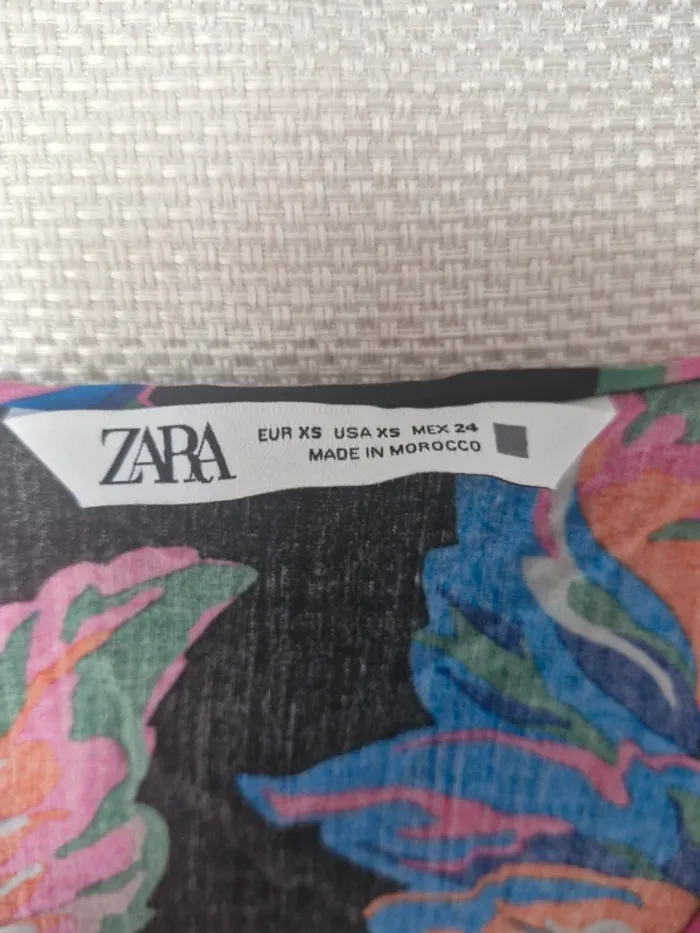 ZARA
EUR XS USA XS MEX 24
MADE IN MOROCCO